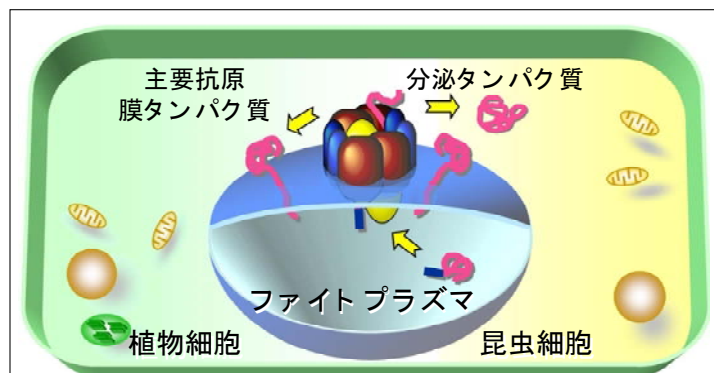 主要抗原
膜タンパク質
分泌タンパク質
ファイトプラズマ
植物細胞
昆虫細胞